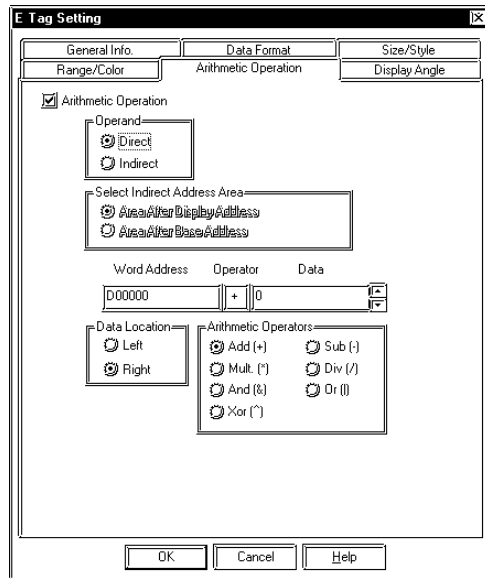 E Tag Setting
General Info. Data Format Size/Style
Range/Color Arithmetic Operation Display Angle
Arithmetic Operation
Operand
Direct
Indirect
Select Indirect Address Area
Area After Display Address
Area After Base Address
Word Address Operator Data
D00000 + 0
Data Location
Left
Right
Arithmetic Operators
Add (+) Sub (-)
Mult. (*) Div (/)
And (&) Or (|)
Xor (^)
OK Cancel Help